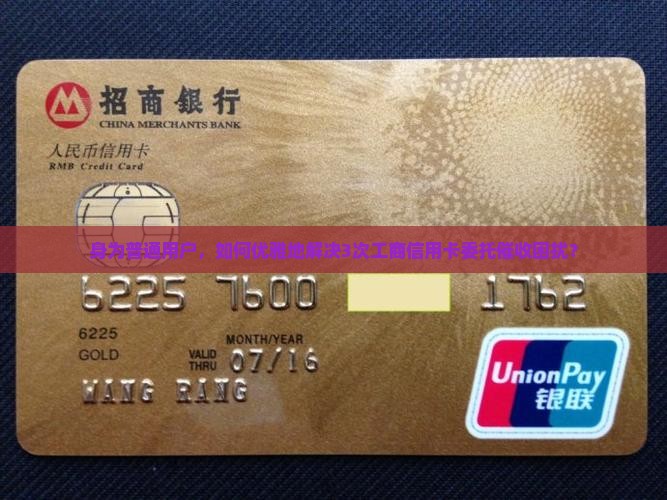 招商银行
CHINA MERCHANTS BANK
人民币信用卡
RMB Credit Card
身为普通用户，如何优雅地解决3次工商信用卡委托催收困扰？
6225 7600 1762
6225
GOLD
MONTH/YEAR
VALID THRU 07/16
WANG RANG
UnionPay
银联